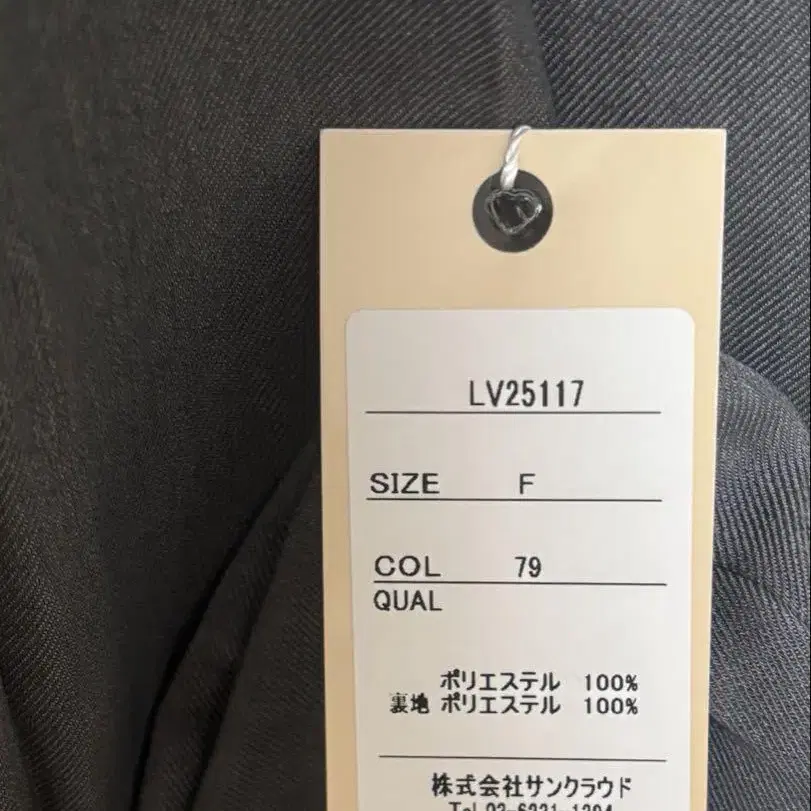 LV25117
SIZE F
COL 79
QUAL
ポリエステル 100%
裏地 ポリエステル 100%
株式会社サンクラウド